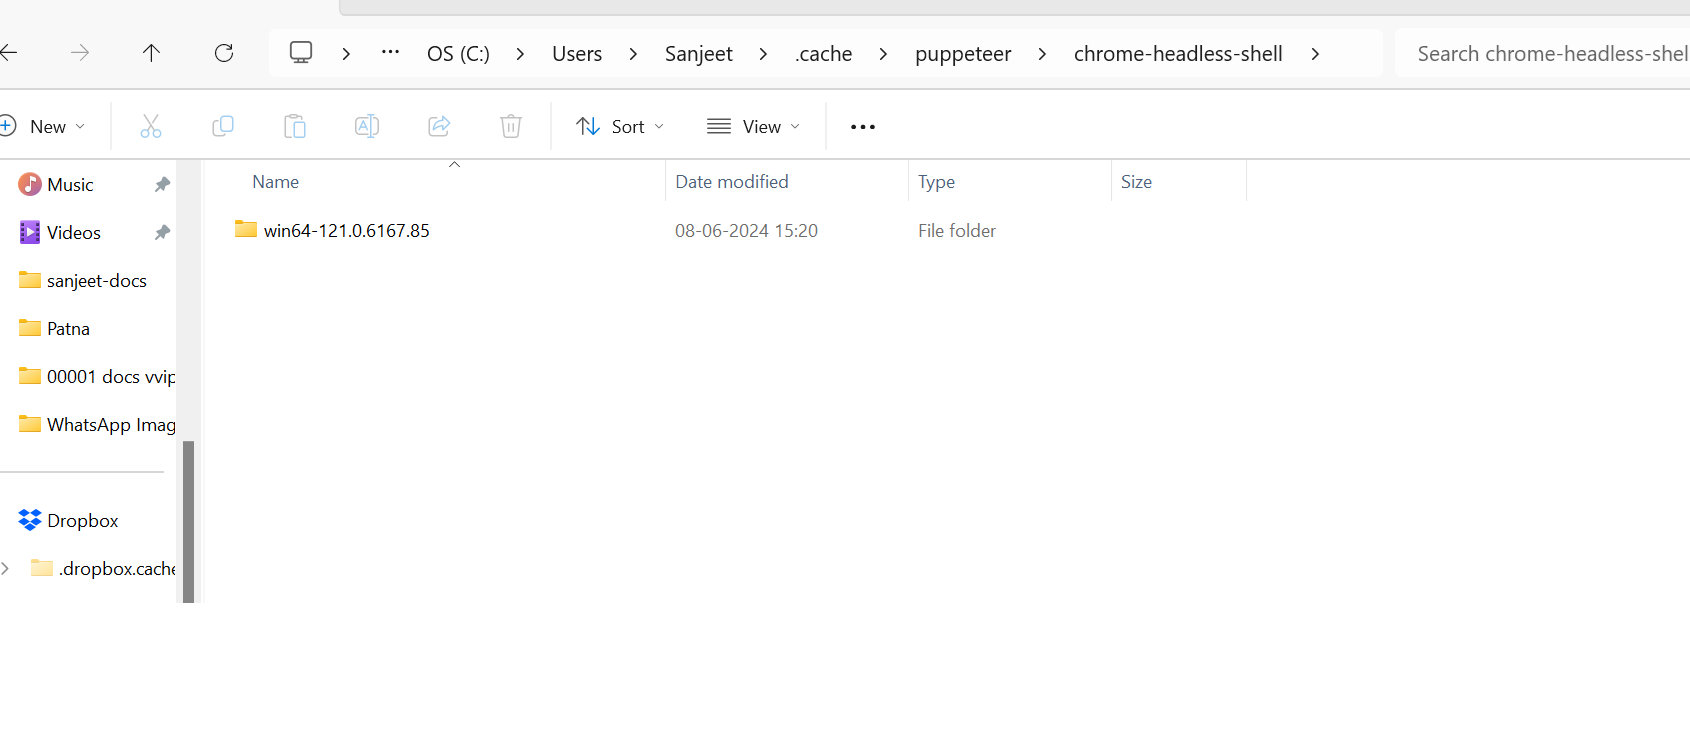 OS (C:) Users Sanjeet .cache puppeteer chrome-headless-shell Search chrome-headless-shel
New Sort View
Name Date modified Type Size
win64-121.0.6167.85 08-06-2024 15:20 File folder
Music
Videos
sanjeet-docs
Patna
00001 docs vvip
WhatsApp Imag
Dropbox
.dropbox.cache